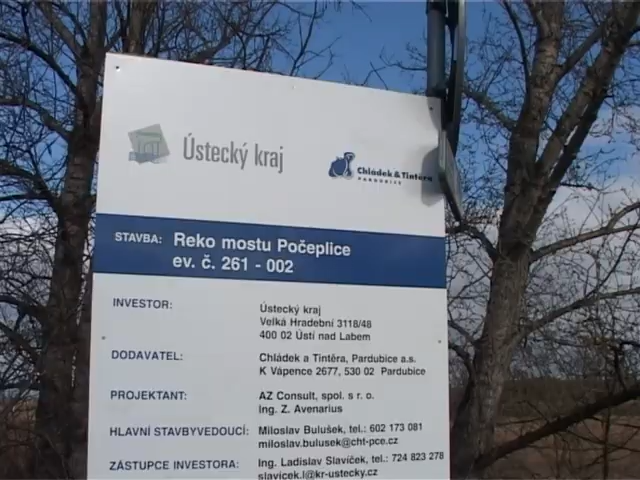 Ústecký kraj
Chládek & Tintěra
PARDUBICE
STAVBA: Reko mostu Počeplice
ev. č. 261 - 002
INVESTOR: Ústecký kraj
Velká Hradební 3118/48
400 02 Ústí nad Labem
DODAVATEL: Chládek a Tintěra, Pardubice a.s.
K Vápence 2677, 530 02 Pardubice
PROJEKTANT: AZ Consult, spol. s r. o.
Ing. Z. Avenarius
HLAVNÍ STAVBYVEDOUCÍ: Miloslav Bulušek, tel.: 602 173 081
miloslav.bulusek@cht-pce.cz
ZÁSTUPCE INVESTORA: Ing. Ladislav Slavíček, tel.: 724 823 278
slavicek.l@kr-ustecky.cz